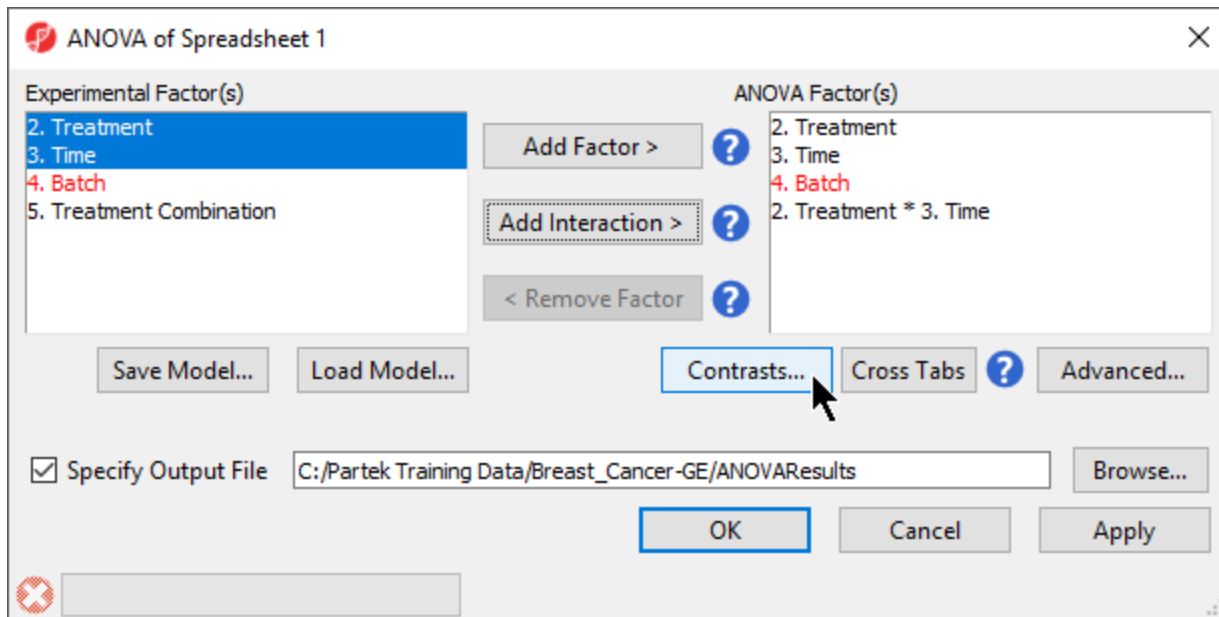 ANOVA of Spreadsheet 1
Experimental Factor(s)
2. Treatment
3. Time
4. Batch
5. Treatment Combination
Add Factor > ?
Add Interaction > ?
< Remove Factor ?
ANOVA Factor(s)
2. Treatment
3. Time
4. Batch
2. Treatment * 3. Time
Save Model... Load Model... Contrasts... Cross Tabs ? Advanced...
Specify Output File C:/Partek Training Data/Breast_Cancer-GE/ANOVAResults Browse...
OK Cancel Apply